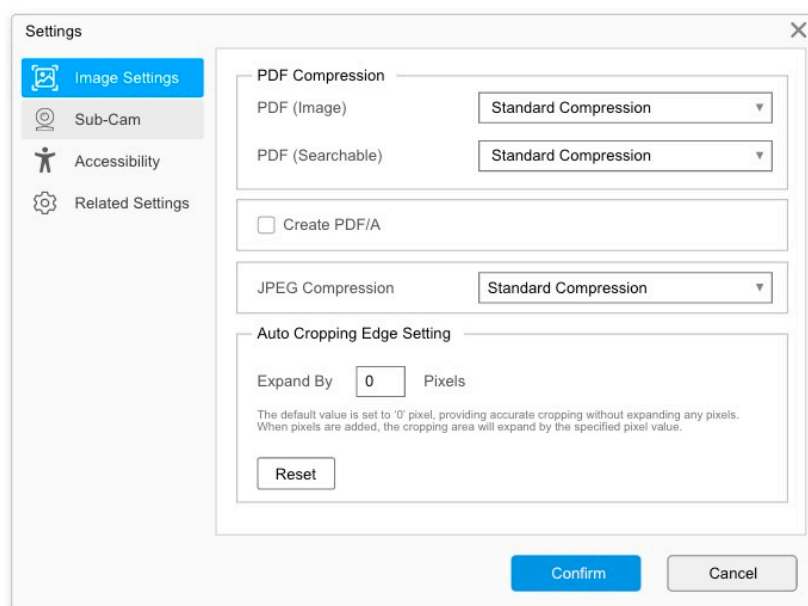 Settings
Image Settings
Sub-Cam
Accessibility
Related Settings
PDF Compression
PDF (Image)
Standard Compression
PDF (Searchable)
Standard Compression
Create PDF/A
JPEG Compression
Standard Compression
Auto Cropping Edge Setting
Expand By 0 Pixels
The default value is set to '0' pixel, providing accurate cropping without expanding any pixels.
When pixels are added, the cropping area will expand by the specified pixel value.
Reset
Confirm
Cancel